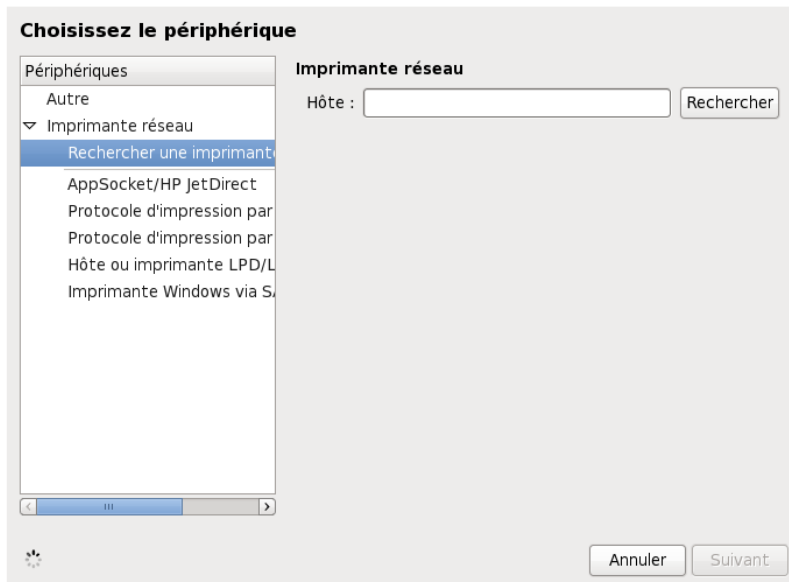 Choisissez le périphérique
Périphériques
Autre
Imprimante réseau
Rechercher une imprimante
AppSocket/HP JetDirect
Protocole d'impression par
Protocole d'impression par
Hôte ou imprimante LPD/L
Imprimante Windows via SA
Imprimante réseau
Hôte :
Rechercher
Annuler
Suivant